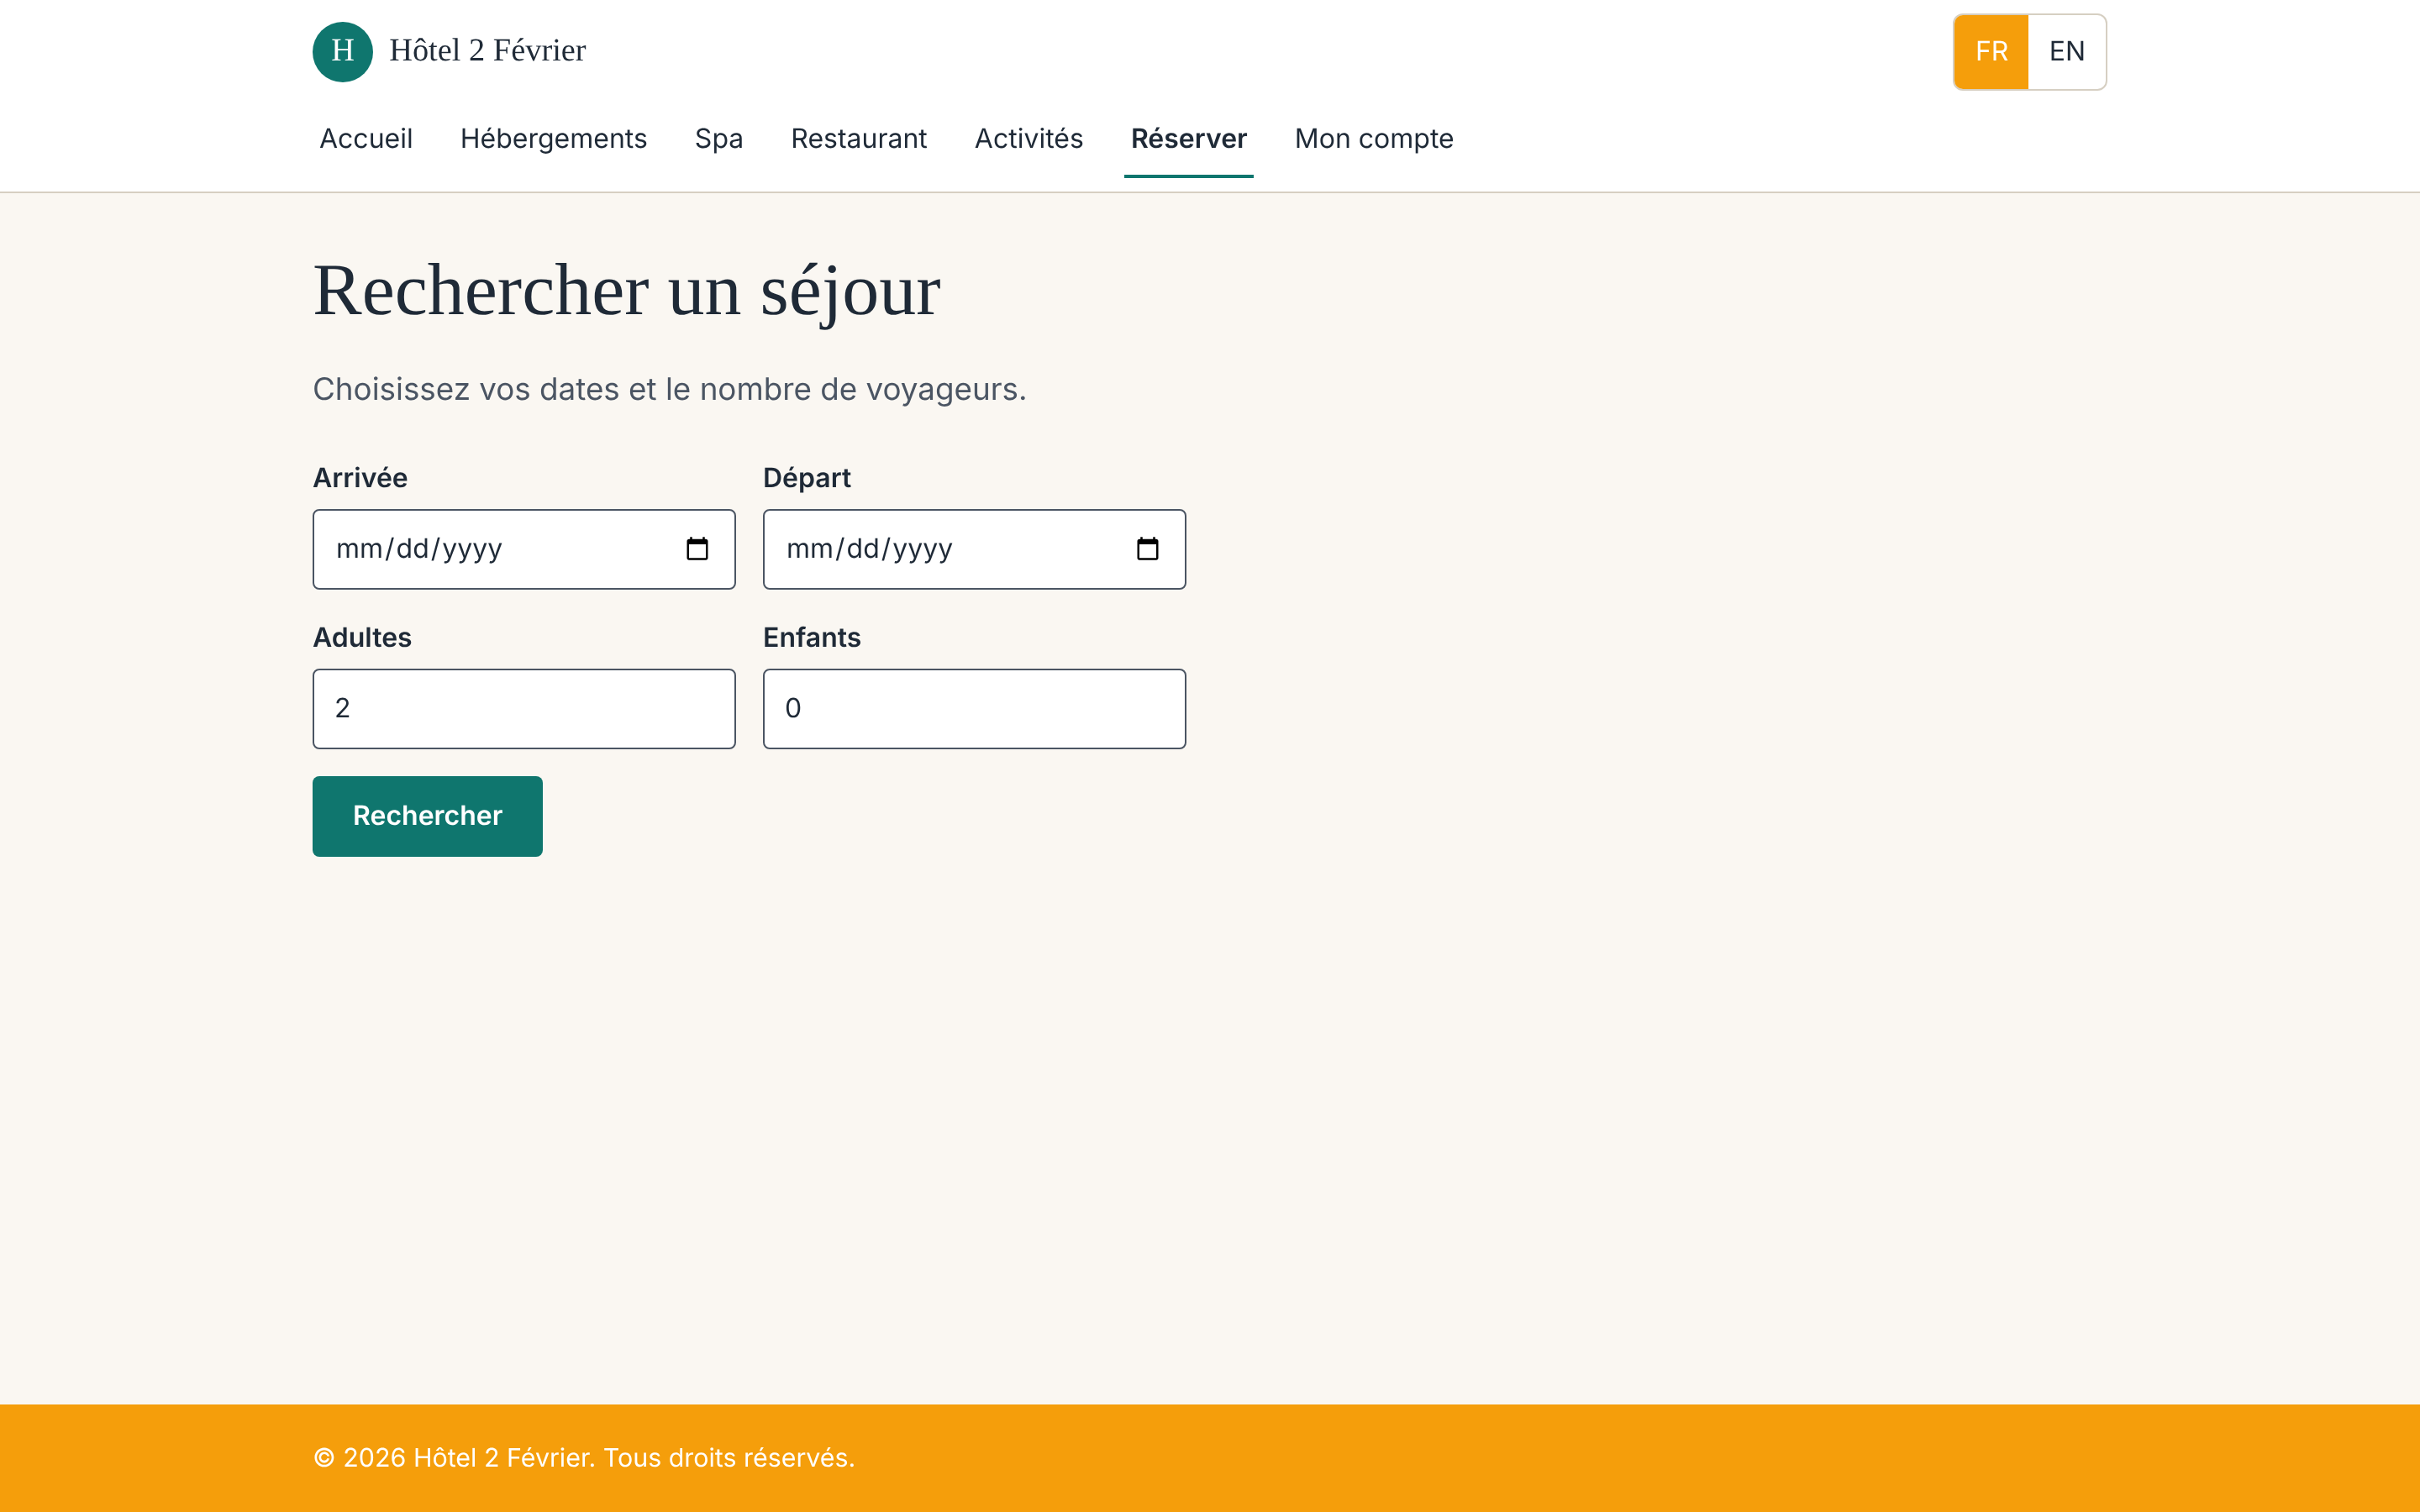 H Hôtel 2 Février
FR EN
Accueil Hébergements Spa Restaurant Activités Réserver Mon compte
Rechercher un séjour
Choisissez vos dates et le nombre de voyageurs.
Arrivée Départ
mm/dd/yyyy mm/dd/yyyy
Adultes Enfants
2 0
Rechercher
© 2026 Hôtel 2 Février. Tous droits réservés.